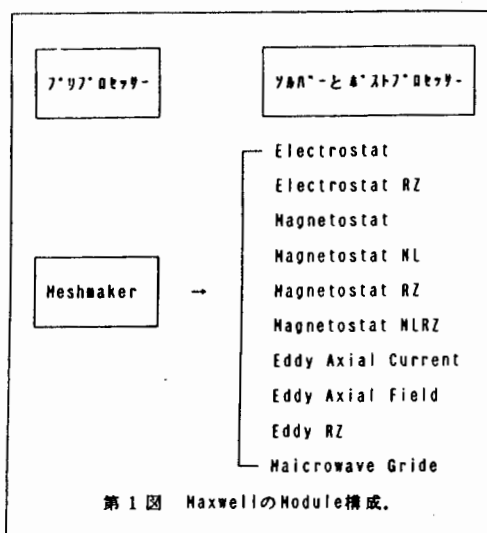 プリプロセッサー
ソルバーとポストプロセッサー
Electrostat
Electrostat RZ
Magnetostat
Magnetostat NL
Meshmaker → Magnetostat RZ
Magnetostat NLRZ
Eddy Axial Current
Eddy Axial Field
Eddy RZ
Maicrowave Gride
第1図 MaxwellのModule構成.